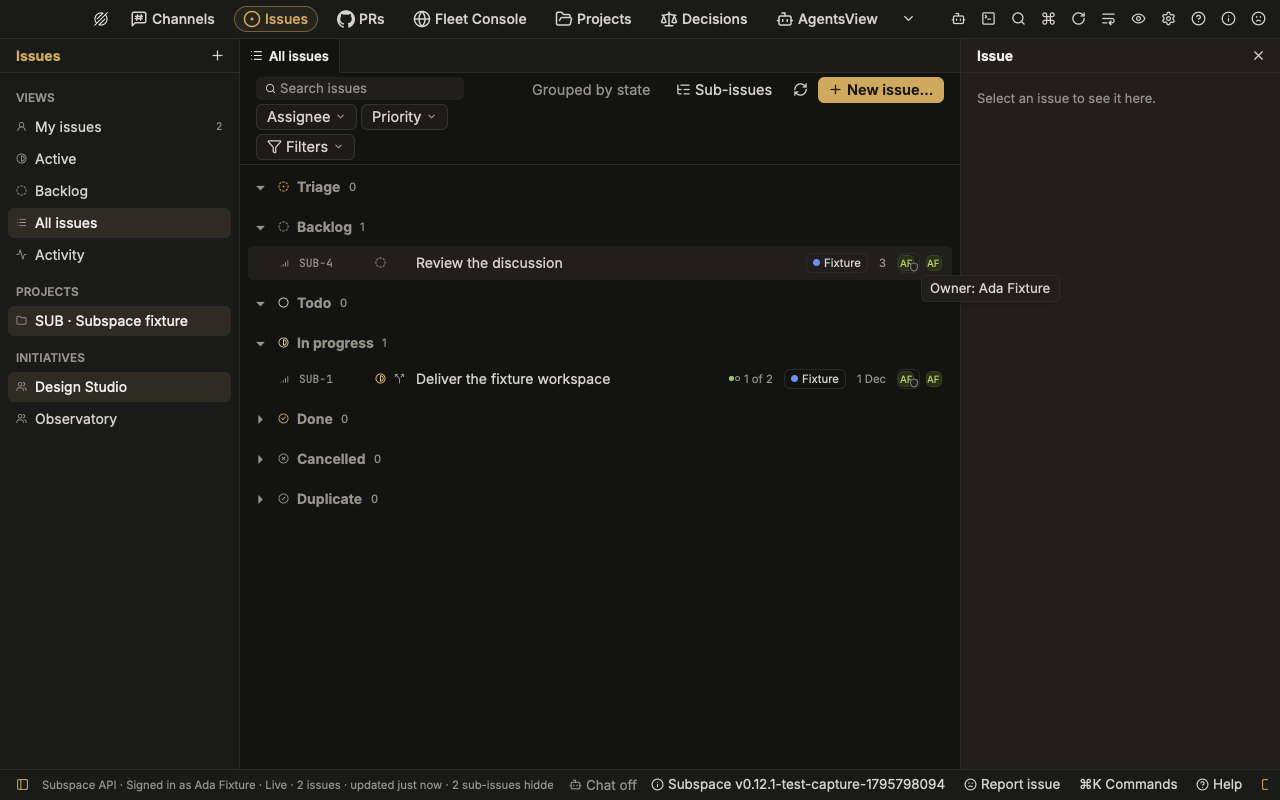 Channels Issues PRs Fleet Console Projects Decisions AgentsView
Issues
VIEWS
My issues 2
Active
Backlog
All issues
Activity
PROJECTS
SUB · Subspace fixture
INITIATIVES
Design Studio
Observatory
All issues
Search issues
Grouped by state Sub-issues New issue...
Assignee Priority
Filters
Triage 0
Backlog 1
SUB-4 Review the discussion Fixture 3 AF AF
Owner: Ada Fixture
Todo 0
In progress 1
SUB-1 Deliver the fixture workspace 1 of 2 Fixture 1 Dec AF AF
Done 0
Cancelled 0
Duplicate 0
Issue
Select an issue to see it here.
Subspace API · Signed in as Ada Fixture · Live · 2 issues · updated just now · 2 sub-issues hidde Chat off Subspace v0.12.1-test-capture-1795798094 Report issue ⌘K Commands Help